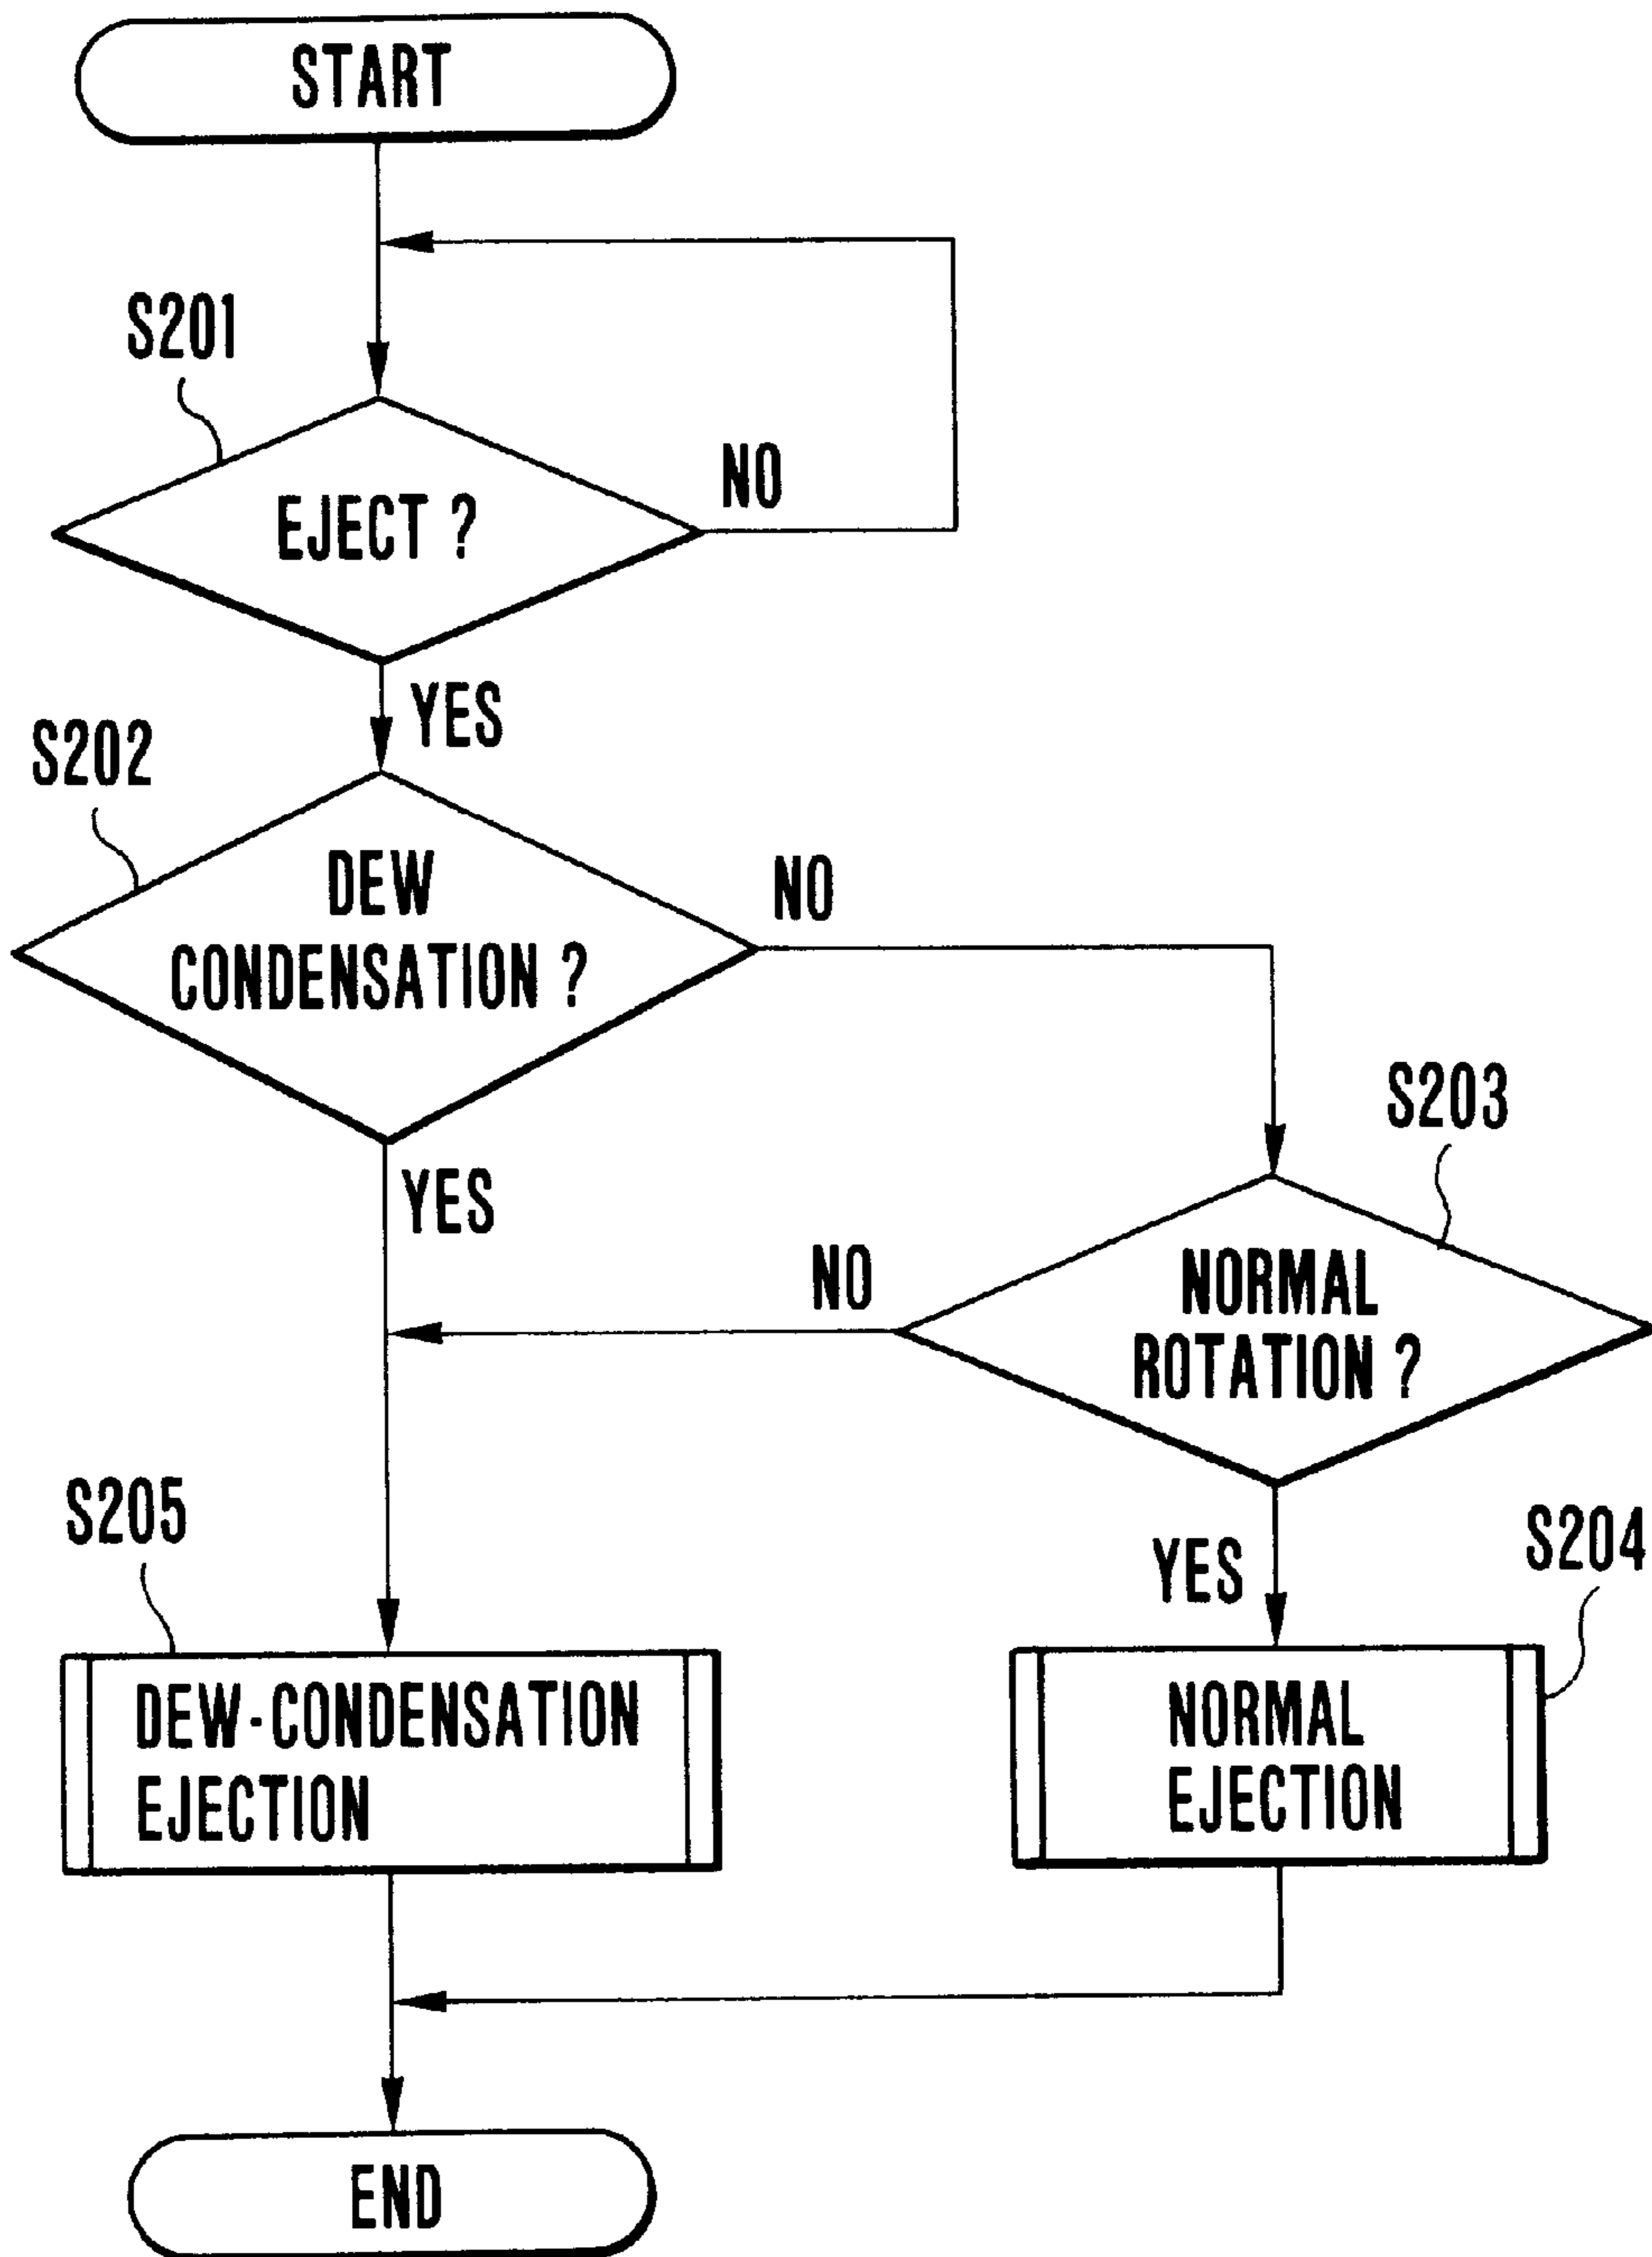 START
S201
EJECT ?
NO
YES
S202
DEW
CONDENSATION ?
NO
YES
S203
NORMAL
ROTATION ?
NO
YES
S205
DEW-CONDENSATION
EJECTION
S204
NORMAL
EJECTION
END